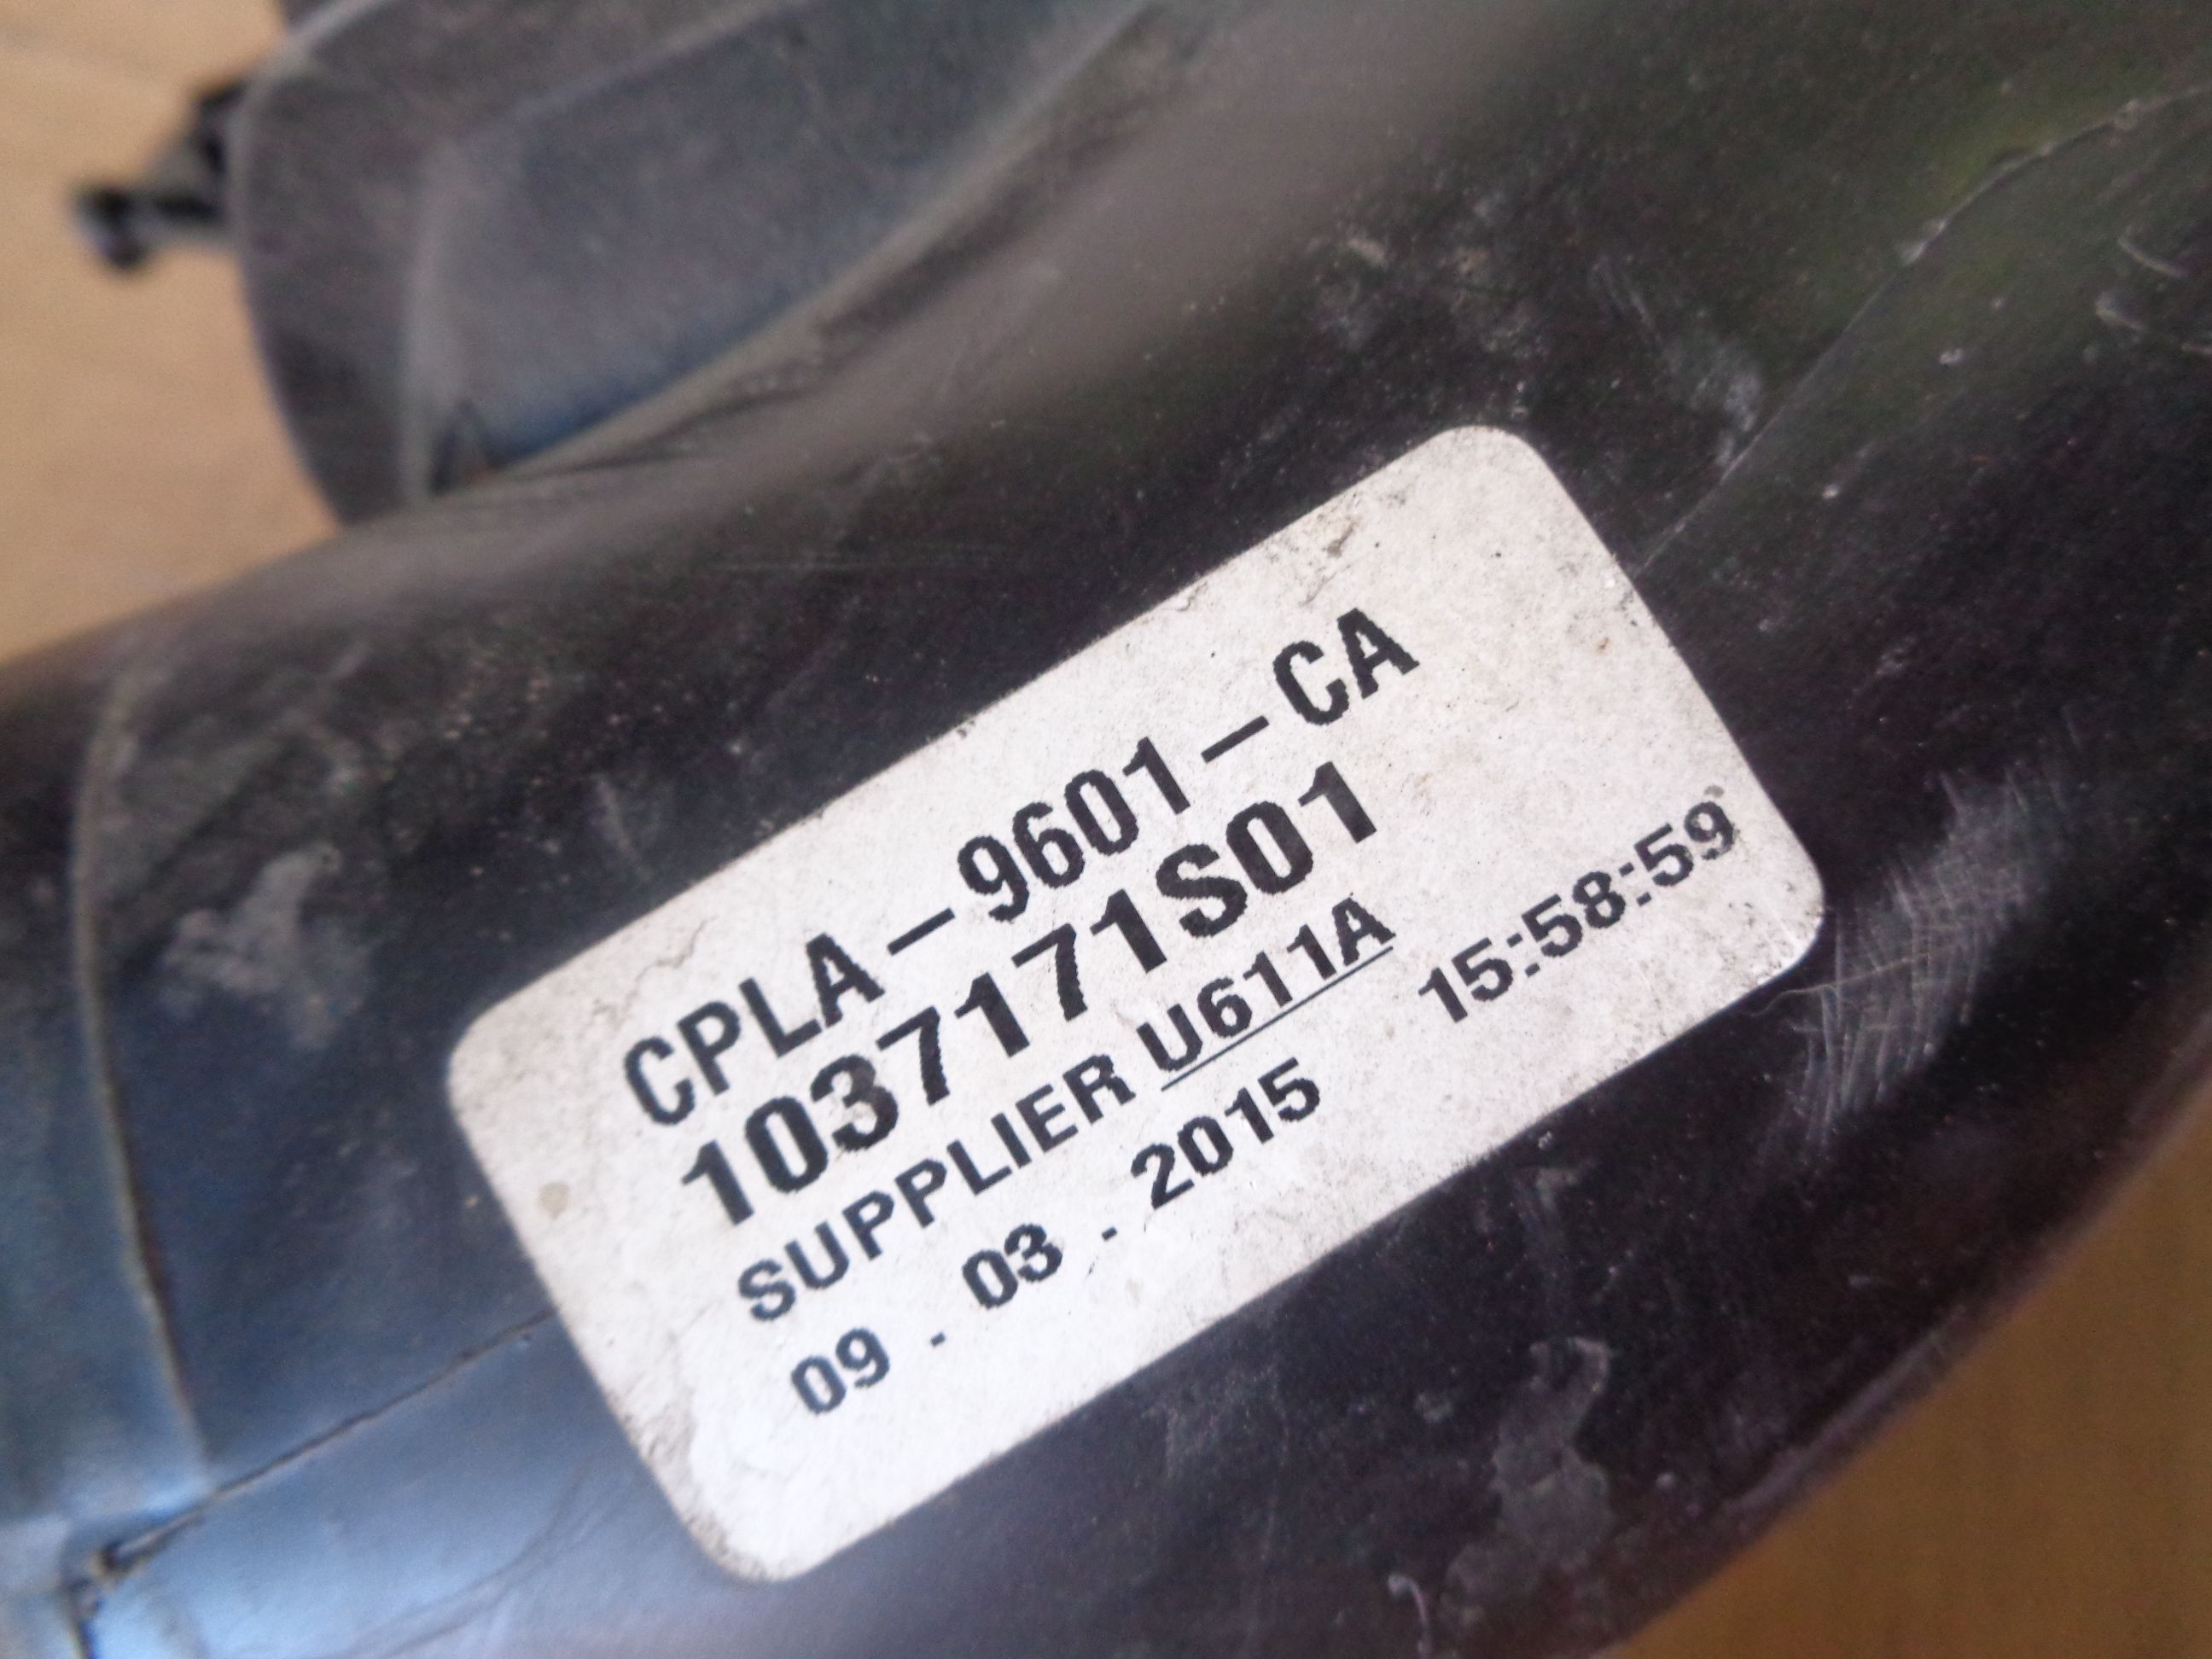 CPLA-9601-CA
1037171S01
SUPPLIER U611A
09 . 03 . 2015 15:58:59